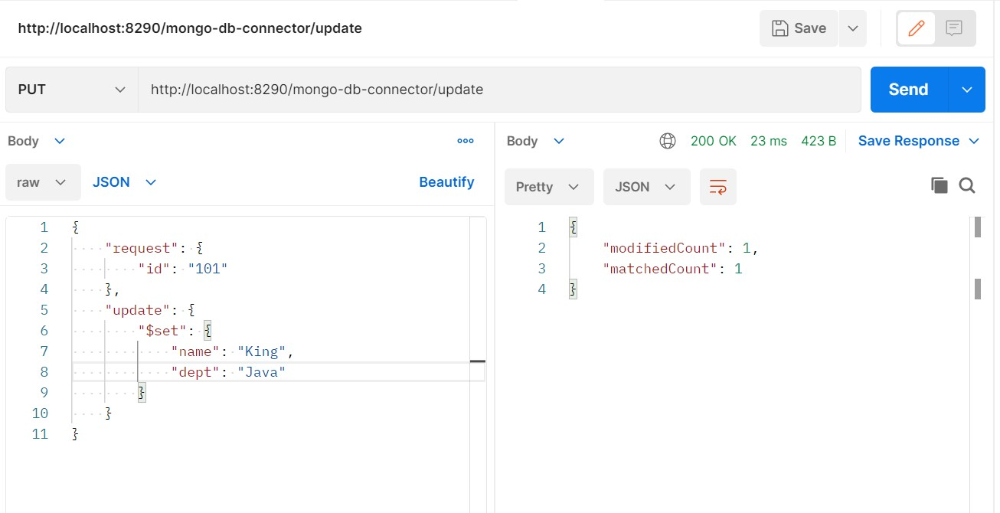 http://localhost:8290/mongo-db-connector/update
Save
PUT
http://localhost:8290/mongo-db-connector/update
Send
Body
raw
JSON
Beautify
1 {
2 "request": {
3 "id": "101"
4 },
5 "update": {
6 "$set": {
7 "name": "King",
8 "dept": "Java"
9 }
10 }
11 }
Body
200 OK 23 ms 423 B
Save Response
Pretty
JSON
1 {
2 "modifiedCount": 1,
3 "matchedCount": 1
4 }